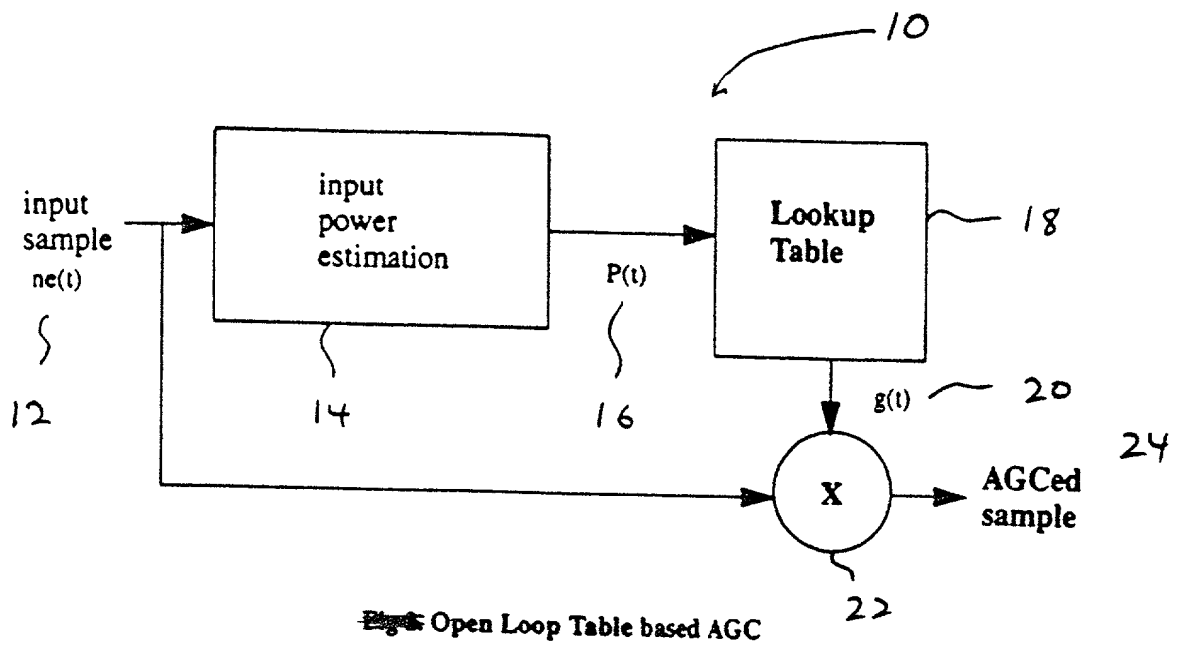 10
input
sample
ne(t)
12
input
power
estimation
14
P(t)
16
Lookup
Table
18
g(t)
20
X
22
24
AGCed
sample
Open Loop Table based AGC